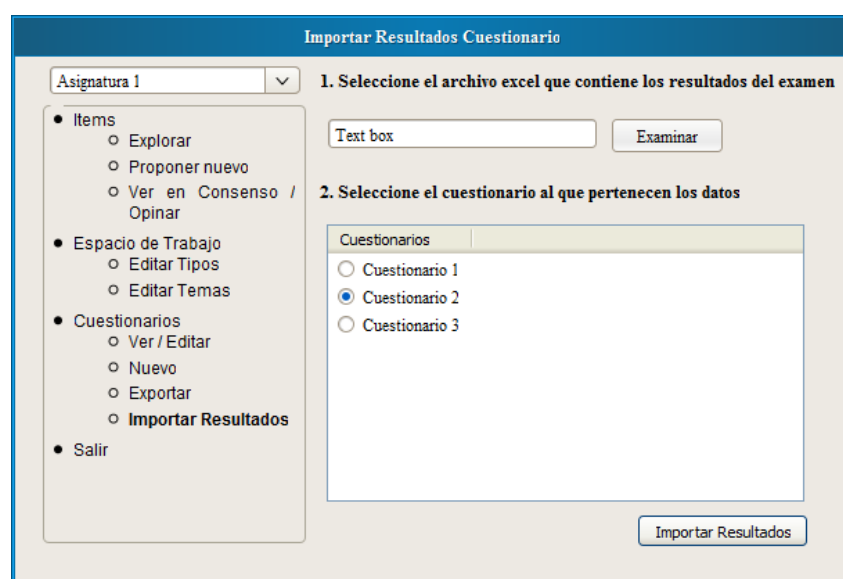 Importar Resultados Cuestionario
Asignatura 1
Items
Explorar
Proponer nuevo
Ver en Consenso /
Opinar
Espacio de Trabajo
Editar Tipos
Editar Temas
Cuestionarios
Ver / Editar
Nuevo
Exportar
Importar Resultados
Salir
1. Seleccione el archivo excel que contiene los resultados del examen
Text box
Examinar
2. Seleccione el cuestionario al que pertenecen los datos
Cuestionarios
Cuestionario 1
Cuestionario 2
Cuestionario 3
Importar Resultados